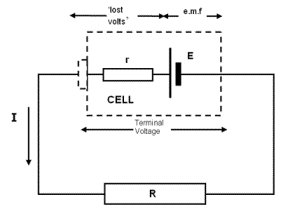 'lost
volts'
e.m.f
r
E
CELL
I
Terminal
Voltage
R